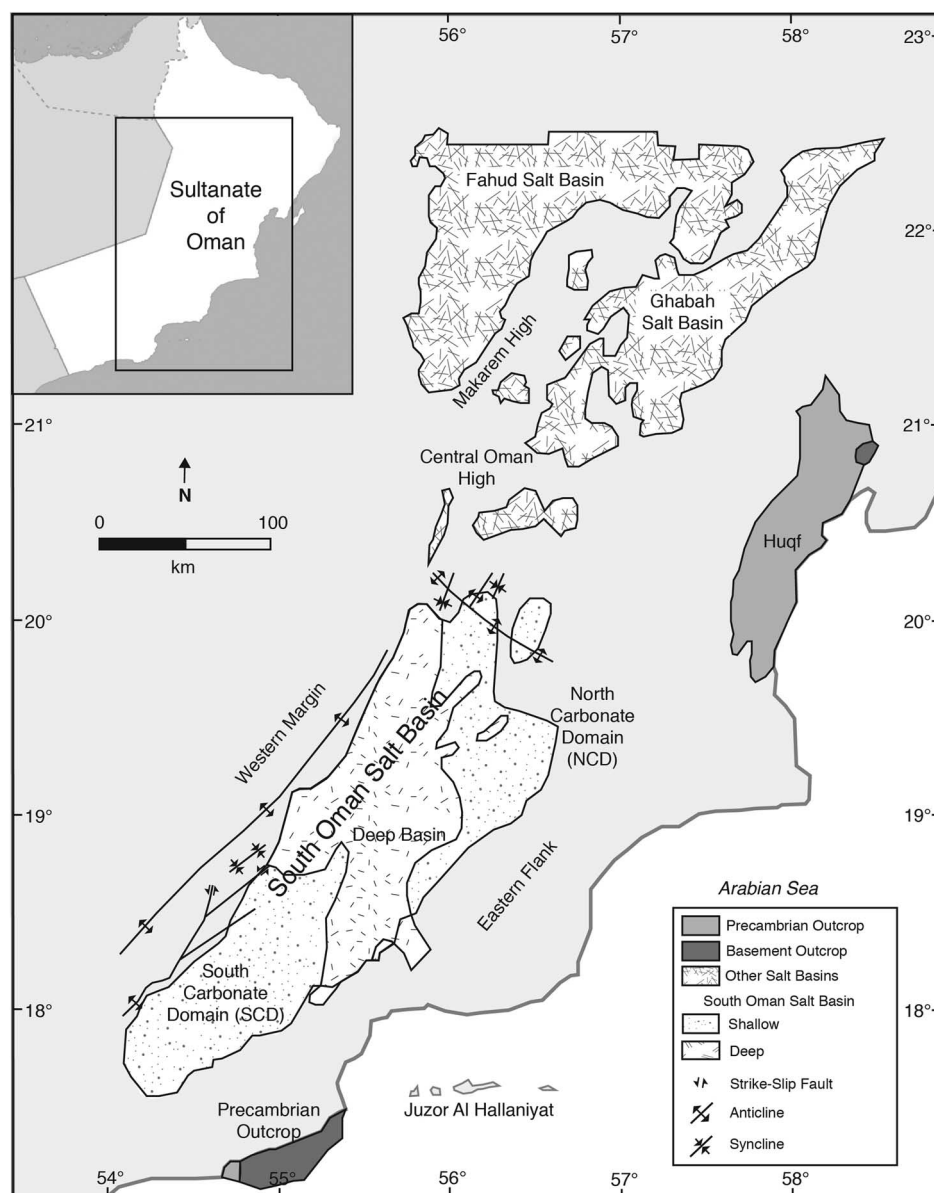 56°
57°
58°
23°
Sultanate
of
Oman
Fahud Salt Basin
22°
22°
Ghabah
Salt Basin
Makarem High
21°
21°
Central Oman
High
N
0
100
km
Huqf
20°
20°
Western Margin
North
Carbonate
Domain
(NCD)
South Oman Salt Basin
19°
19°
Deep Basin
Eastern Flank
South
Carbonate
Domain (SCD)
18°
18°
Arabian Sea
Precambrian Outcrop
Basement Outcrop
Other Salt Basins
South Oman Salt Basin
Shallow
Deep
Strike-Slip Fault
Anticline
Syncline
Precambrian
Outcrop
Juzor Al Hallaniyat
54°
55°
56°
57°
58°